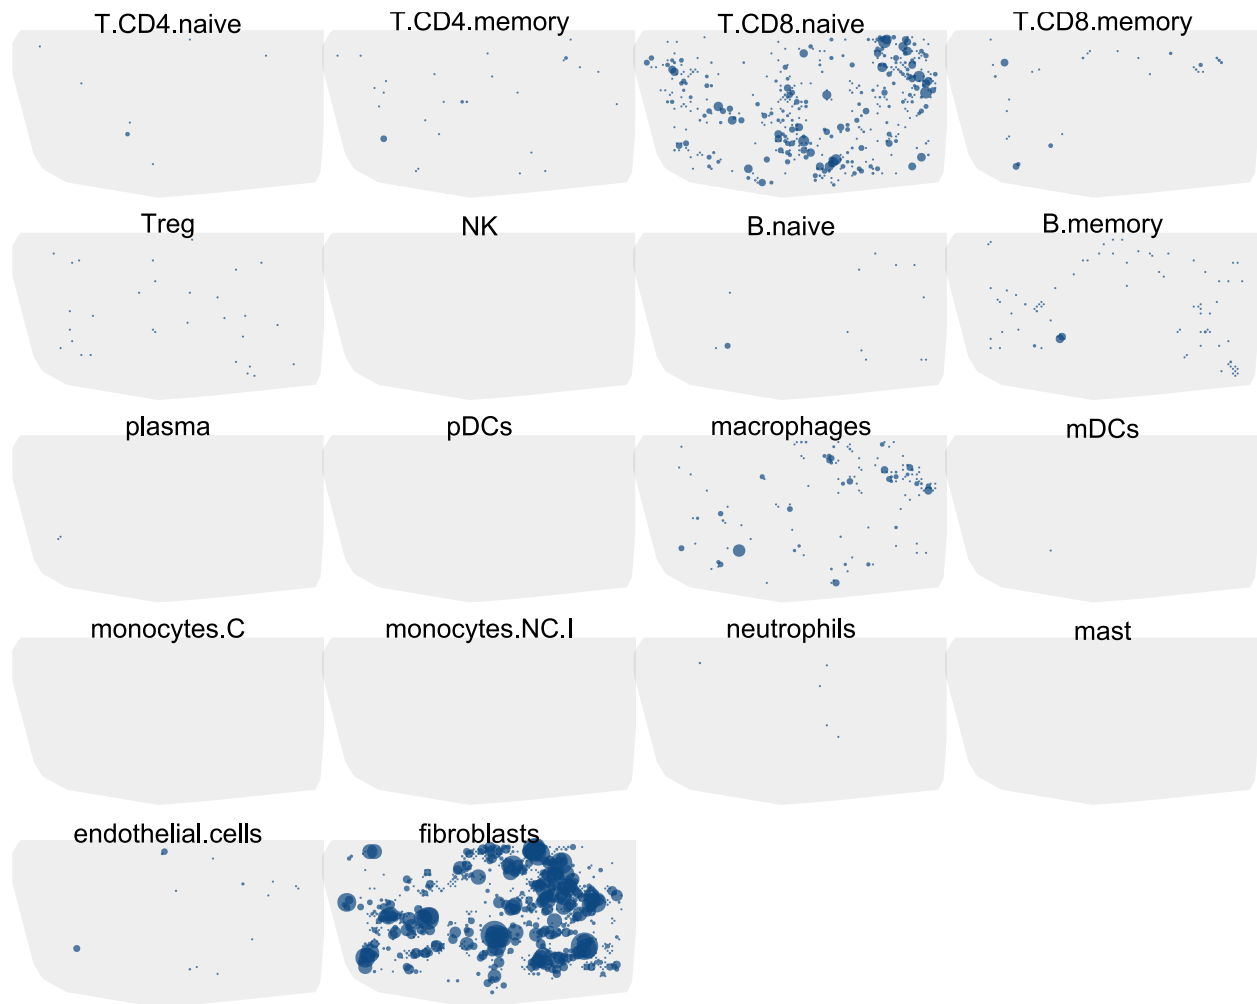 T.CD4.naive T.CD4.memory T.CD8.naive T.CD8.memory
Treg NK B.naive B.memory
plasma pDCs macrophages mDCs
monocytes.C monocytes.NC.I neutrophils mast
endothelial.cells fibroblasts